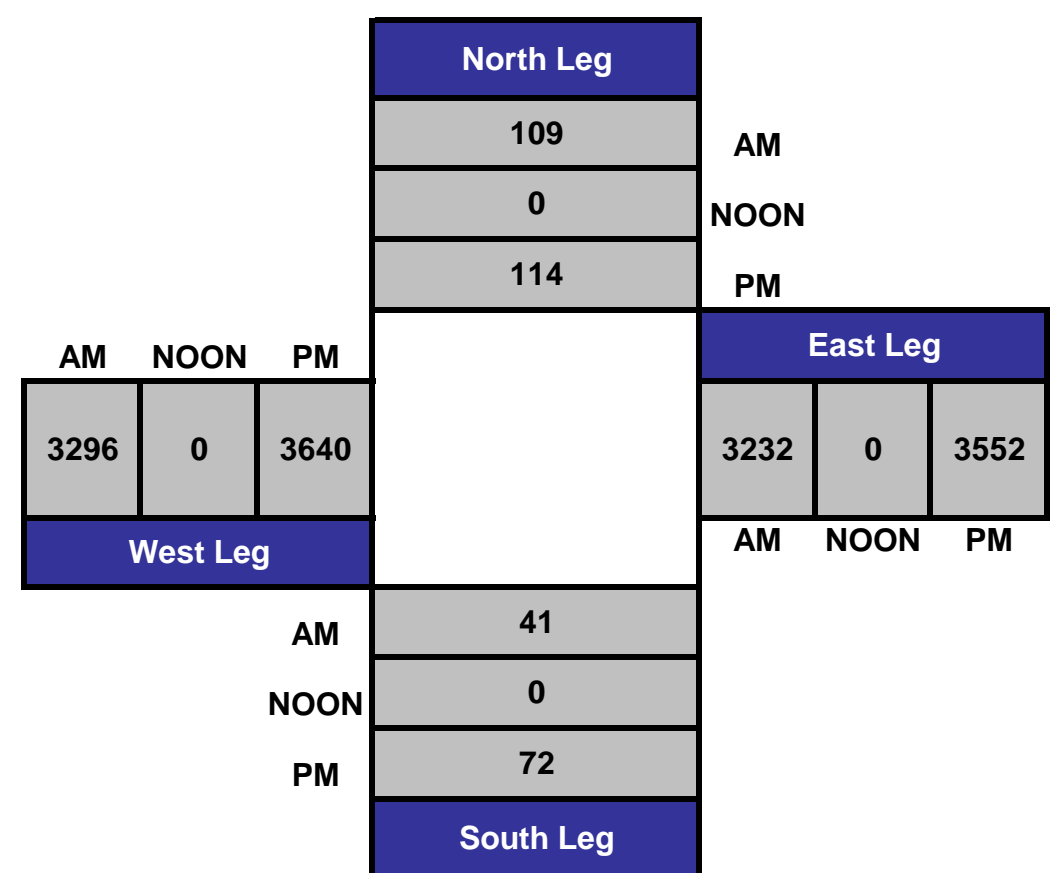 North Leg
109 AM
0 NOON
114 PM
East Leg
AM NOON PM
3296 0 3640
3232 0 3552
West Leg
AM NOON PM
AM 41
NOON 0
PM 72
South Leg